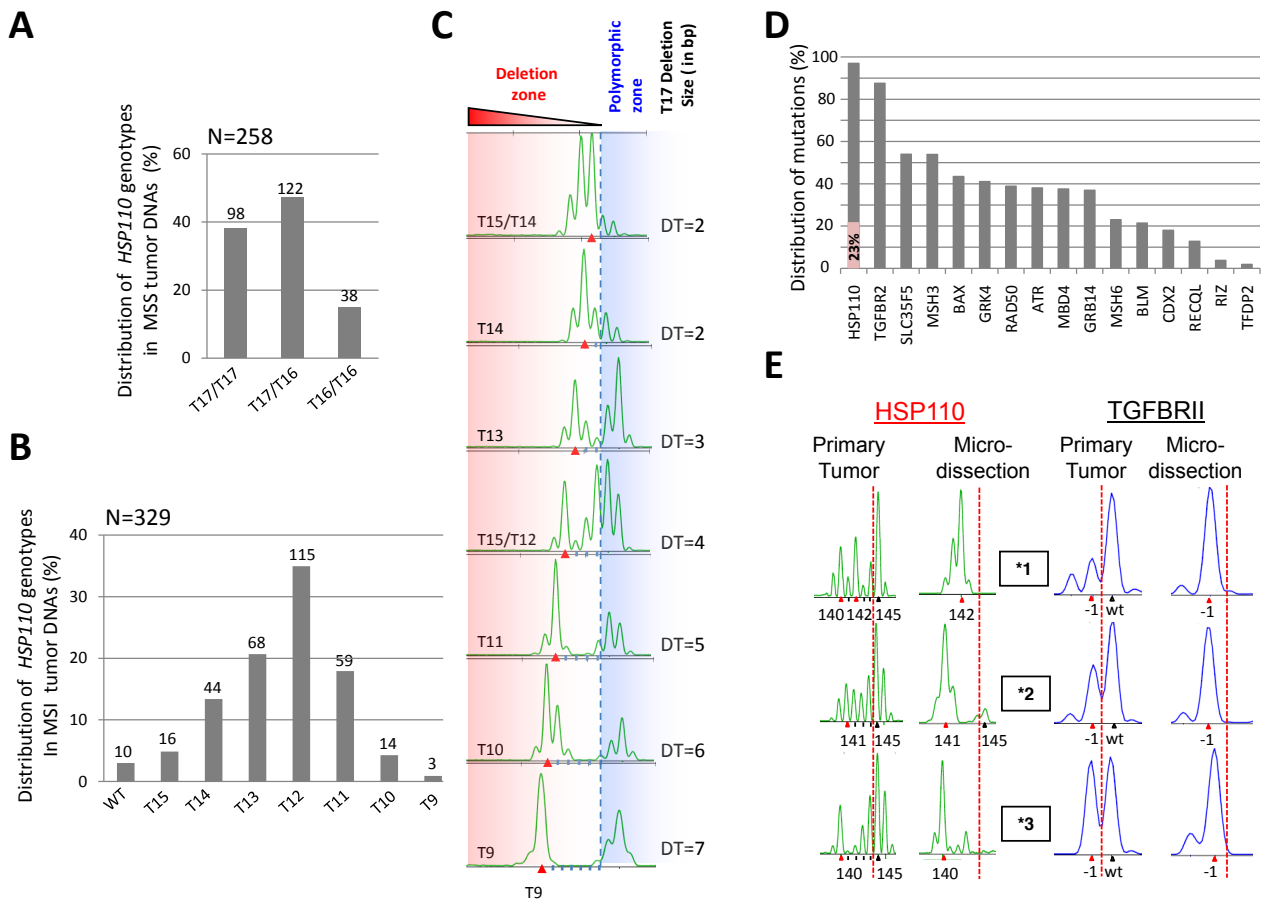 A
Distribution of HSP110 genotypes
in MSS tumor DNAs (%)
N=258
60
40
20
0
98
122
38
T17/T17
T17/T16
T16/T16
B
Distribution of HSP110 genotypes
In MSI tumor DNAs (%)
N=329
40
30
20
10
0
10
16
44
68
115
59
14
3
WT
T15
T14
T13
T12
T11
T10
T9
C
Deletion
zone
Polymorphic
zone
T17 Deletion
Size ( in bp)
T15/T14
DT=2
T14
DT=2
T13
DT=3
T15/T12
DT=4
T11
DT=5
T10
DT=6
T9
DT=7
T9
D
Distribution of mutations (%)
100
80
60
40
20
0
23%
HSP110
TGFBR2
SLC35F5
MSH3
BAX
GRK4
RAD50
ATR
MBD4
GRB14
MSH6
BLM
CDX2
RECQL
RIZ
TFDP2
E
HSP110
TGFBRII
Primary
Tumor
Micro-
dissection
Primary
Tumor
Micro-
dissection
*1
140 142 145
142
-1 wt
-1
*2
141 145
141 145
-1 wt
-1
*3
140 145
140
-1 wt
-1